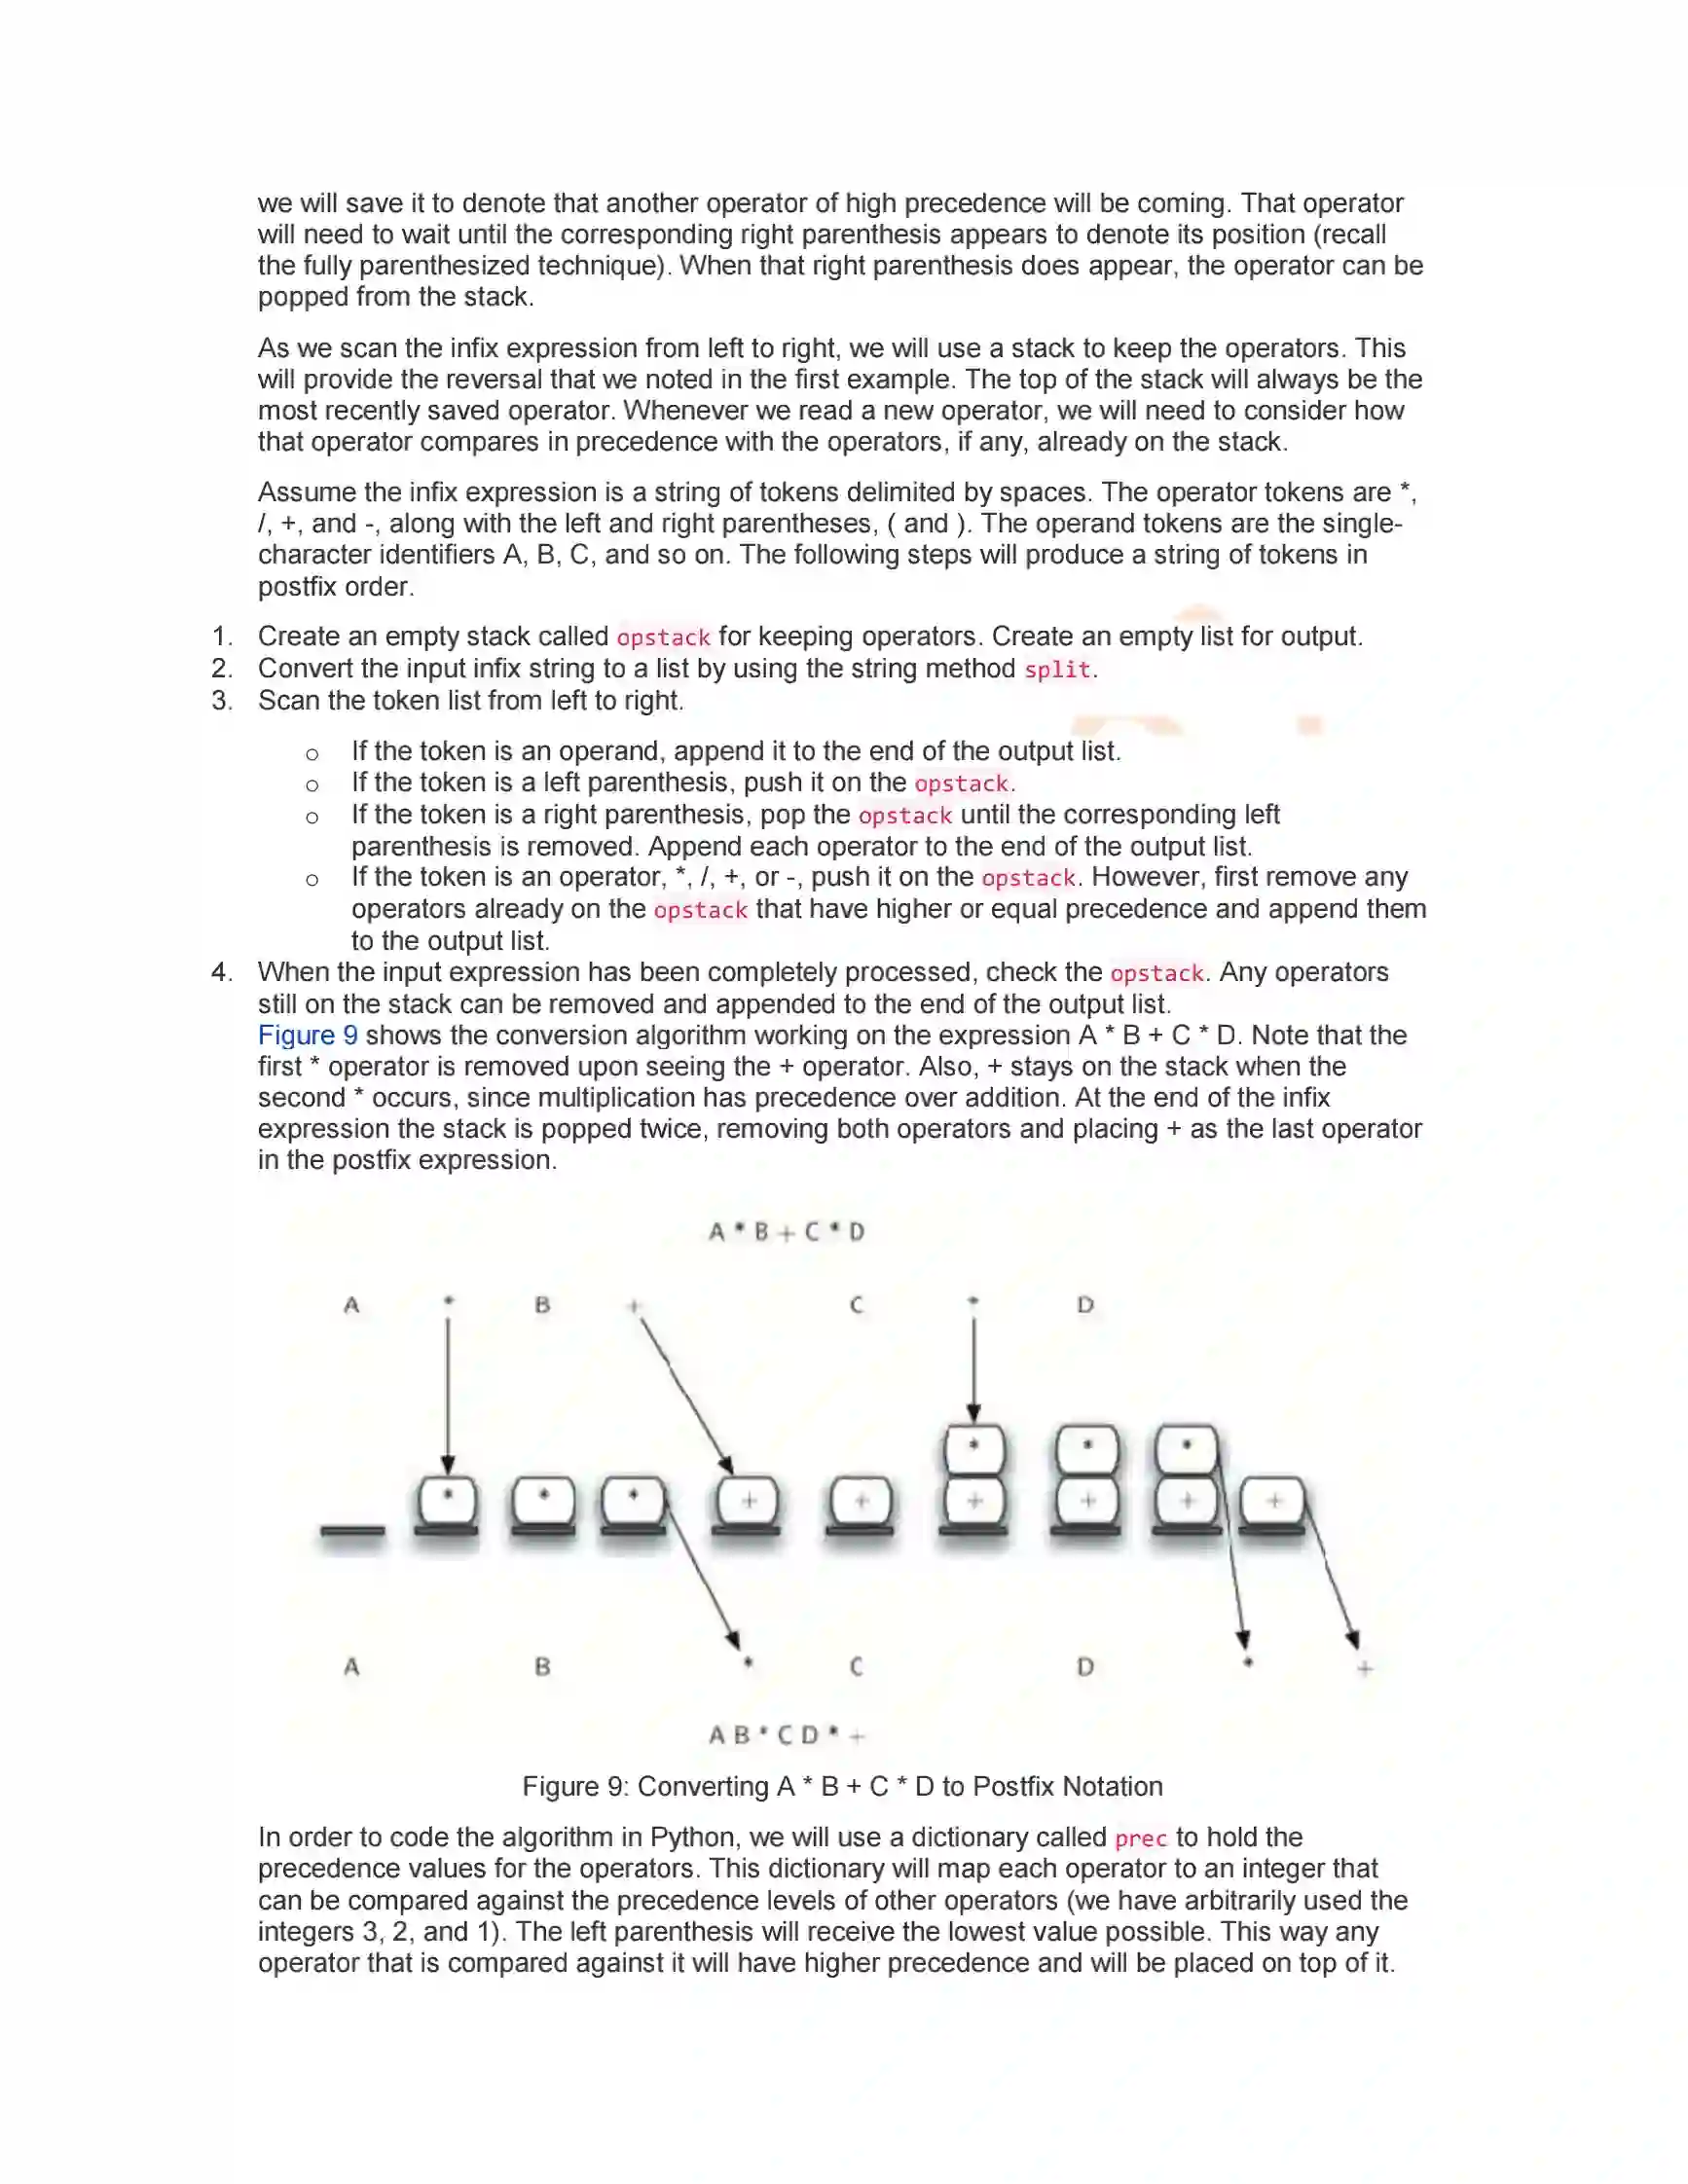 we will save it to denote that another operator of high precedence will be coming. That operator
will need to wait until the corresponding right parenthesis appears to denote its position (recall
the fully parenthesized technique). When that right parenthesis does appear, the operator can be
popped from the stack.
As we scan the infix expression from left to right, we will use a stack to keep the operators. This
will provide the reversal that we noted in the first example. The top of the stack will always be the
most recently saved operator. Whenever we read a new operator, we will need to consider how
that operator compares in precedence with the operators, if any, already on the stack.
Assume the infix expression is a string of tokens delimited by spaces. The operator tokens are *,
/, +, and -, along with the left and right parentheses, ( and ). The operand tokens are the single-
character identifiers A, B, C, and so on. The following steps will produce a string of tokens in
postfix order.
1. Create an empty stack called opstack for keeping operators. Create an empty list for output.
2. Convert the input infix string to a list by using the string method split.
3. Scan the token list from left to right.
o If the token is an operand, append it to the end of the output list.
o If the token is a left parenthesis, push it on the opstack.
o If the token is a right parenthesis, pop the opstack until the corresponding left
parenthesis is removed. Append each operator to the end of the output list.
o If the token is an operator, *, /, +, or -, push it on the opstack. However, first remove any
operators already on the opstack that have higher or equal precedence and append them
to the output list.
4. When the input expression has been completely processed, check the opstack. Any operators
still on the stack can be removed and appended to the end of the output list.
Figure 9 shows the conversion algorithm working on the expression A * B + C * D. Note that the
first * operator is removed upon seeing the + operator. Also, + stays on the stack when the
second * occurs, since multiplication has precedence over addition. At the end of the infix
expression the stack is popped twice, removing both operators and placing + as the last operator
in the postfix expression.
A * B + C * D
A * B + C * D
* * *
* * * + + + + + +
A B * C D * +
A B * C D * +
Figure 9: Converting A * B + C * D to Postfix Notation
In order to code the algorithm in Python, we will use a dictionary called prec to hold the
precedence values for the operators. This dictionary will map each operator to an integer that
can be compared against the precedence levels of other operators (we have arbitrarily used the
integers 3, 2, and 1). The left parenthesis will receive the lowest value possible. This way any
operator that is compared against it will have higher precedence and will be placed on top of it.